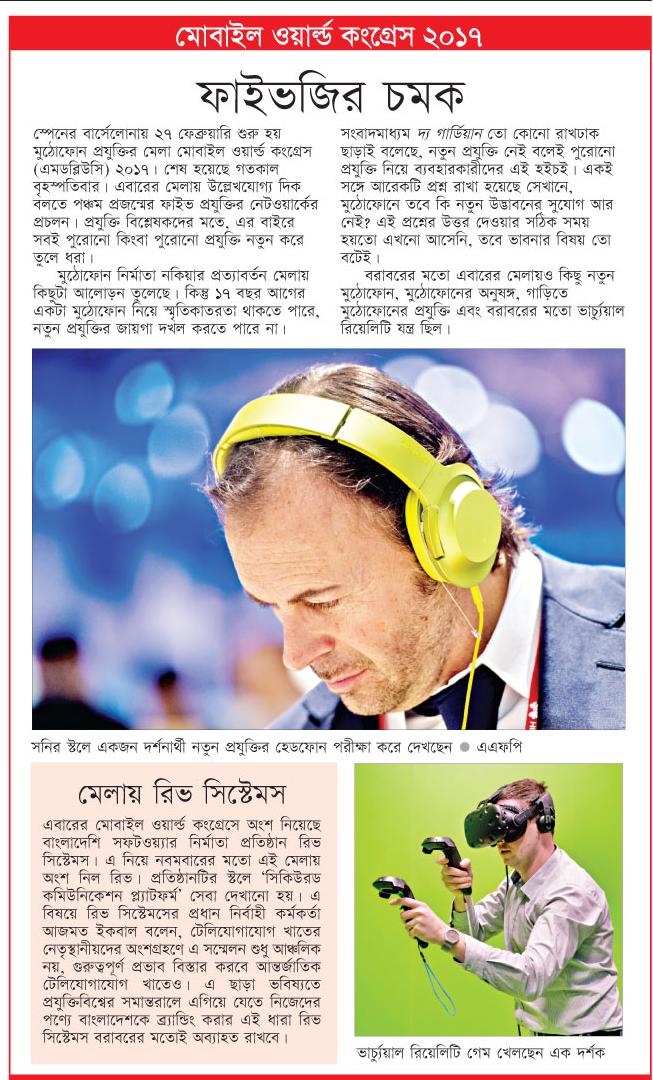 মোবাইল ওয়ার্ল্ড কংগ্রেস ২০১৭
ফাইভজির চমক
স্পেনের বার্সেলোনায় ২৭ ফেব্রুয়ারি শুরু হয়
মুঠোফোন প্রযুক্তির মেলা মোবাইল ওয়ার্ল্ড কংগ্রেস
(এমডব্লিউসি) ২০১৭। শেষ হয়েছে গতকাল
বৃহস্পতিবার। এবারের মেলায় উল্লেখযোগ্য দিক
বলতে পঞ্চম প্রজন্মের ফাইভ প্রযুক্তির নেটওয়ার্কের
প্রচলন। প্রযুক্তি বিশ্লেষকদের মতে, এর বাইরে
সবই পুরোনো কিংবা পুরোনো প্রযুক্তি নতুন করে
তুলে ধরা।
মুঠোফোন নির্মাতা নকিয়ার প্রত্যাবর্তন মেলায়
কিছুটা আলোড়ন তুলেছে। কিন্তু ১৭ বছর আগের
একটা মুঠোফোন নিয়ে স্মৃতিকাতরতা থাকতে পারে,
নতুন প্রযুক্তির জায়গা দখল করতে পারে না।
সংবাদমাধ্যম দ্য গার্ডিয়ান তো কোনো রাখঢাক
ছাড়াই বলেছে, নতুন প্রযুক্তি নেই বলেই পুরোনো
প্রযুক্তি নিয়ে ব্যবহারকারীদের এই হইচই। একই
সঙ্গে আরেকটি প্রশ্ন রাখা হয়েছে সেখানে,
মুঠোফোনে তবে কি নতুন উদ্ভাবনের সুযোগ আর
নেই? এই প্রশ্নের উত্তর দেওয়ার সঠিক সময়
হয়তো এখনো আসেনি, তবে ভাবনার বিষয় তো
বটেই।
বরাবরের মতো এবারের মেলায়ও কিছু নতুন
মুঠোফোন, মুঠোফোনের অনুষঙ্গ, গাড়িতে
মুঠোফোনের প্রযুক্তি এবং বরাবরের মতো ভার্চ্যুয়াল
রিয়েলিটি যন্ত্র ছিল।
সনির স্টলে একজন দর্শনার্থী নতুন প্রযুক্তির হেডফোন পরীক্ষা করে দেখছেন ● এএফপি
মেলায় রিভ সিস্টেমস
এবারের মোবাইল ওয়ার্ল্ড কংগ্রেসে অংশ নিয়েছে
বাংলাদেশি সফটওয়্যার নির্মাতা প্রতিষ্ঠান রিভ
সিস্টেমস। এ নিয়ে নবমবারের মতো এই মেলায়
অংশ নিল রিভ। প্রতিষ্ঠানটির স্টলে 'সিকিউরড
কমিউনিকেশন প্ল্যাটফর্ম' সেবা দেখানো হয়। এ
বিষয়ে রিভ সিস্টেমসের প্রধান নির্বাহী কর্মকর্তা
আজমত ইকবাল বলেন, টেলিযোগাযোগ খাতের
নেতৃস্থানীয়দের অংশগ্রহণে এ সম্মেলন শুধু আঞ্চলিক
নয়, গুরুত্বপূর্ণ প্রভাব বিস্তার করবে আন্তর্জাতিক
টেলিযোগাযোগ খাতেও। এ ছাড়া ভবিষ্যতে
প্রযুক্তিবিশ্বের সমান্তরালে এগিয়ে যেতে নিজেদের
পণ্যে বাংলাদেশকে ব্র্যান্ডিং করার এই ধারা রিভ
সিস্টেমস বরাবরের মতোই অব্যাহত রাখবে।
ভার্চ্যুয়াল রিয়েলিটি গেম খেলছেন এক দর্শক